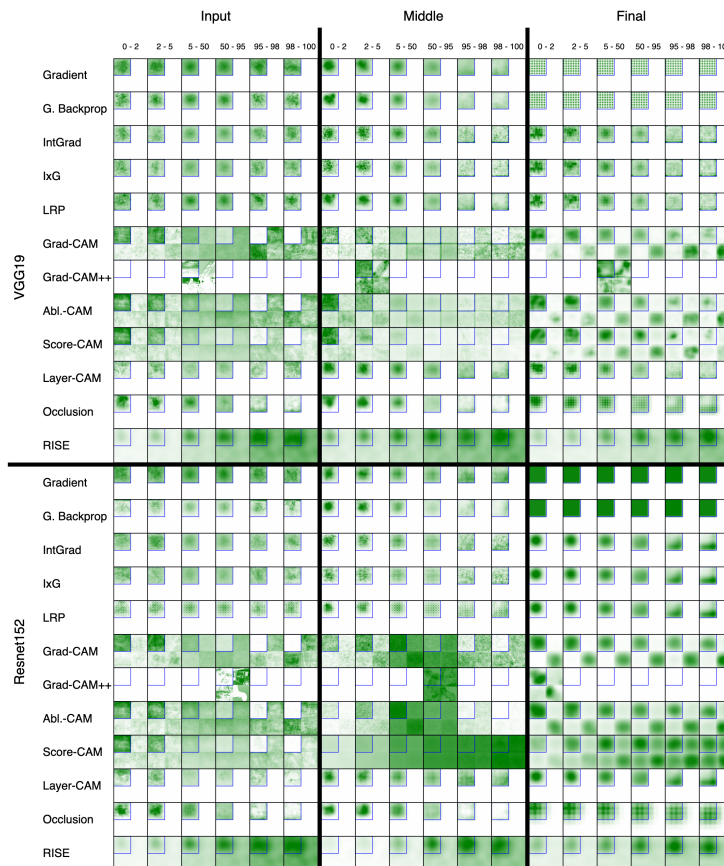 Input Middle Final
0 - 2 2 - 5 5 - 50 50 - 95 95 - 98 98 - 100 0 - 2 2 - 5 5 - 50 50 - 95 95 - 98 98 - 100 0 - 2 2 - 5 5 - 50 50 - 95 95 - 98 98 - 100
VGG19
Gradient
G. Backprop
IntGrad
IxG
LRP
Grad-CAM
Grad-CAM++
Abl.-CAM
Score-CAM
Layer-CAM
Occlusion
RISE
Resnet152
Gradient
G. Backprop
IntGrad
IxG
LRP
Grad-CAM
Grad-CAM++
Abl.-CAM
Score-CAM
Layer-CAM
Occlusion
RISE